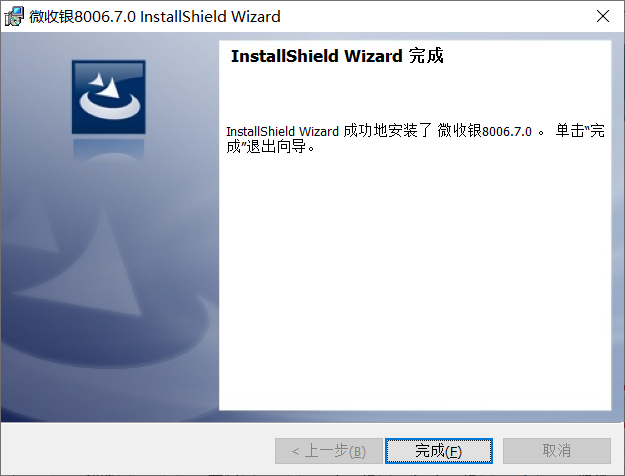 微收银8006.7.0 InstallShield Wizard
InstallShield Wizard 完成
InstallShield Wizard 成功地安装了 微收银8006.7.0 。 单击“完
成”退出向导。
< 上一步(B)
完成(F)
取消